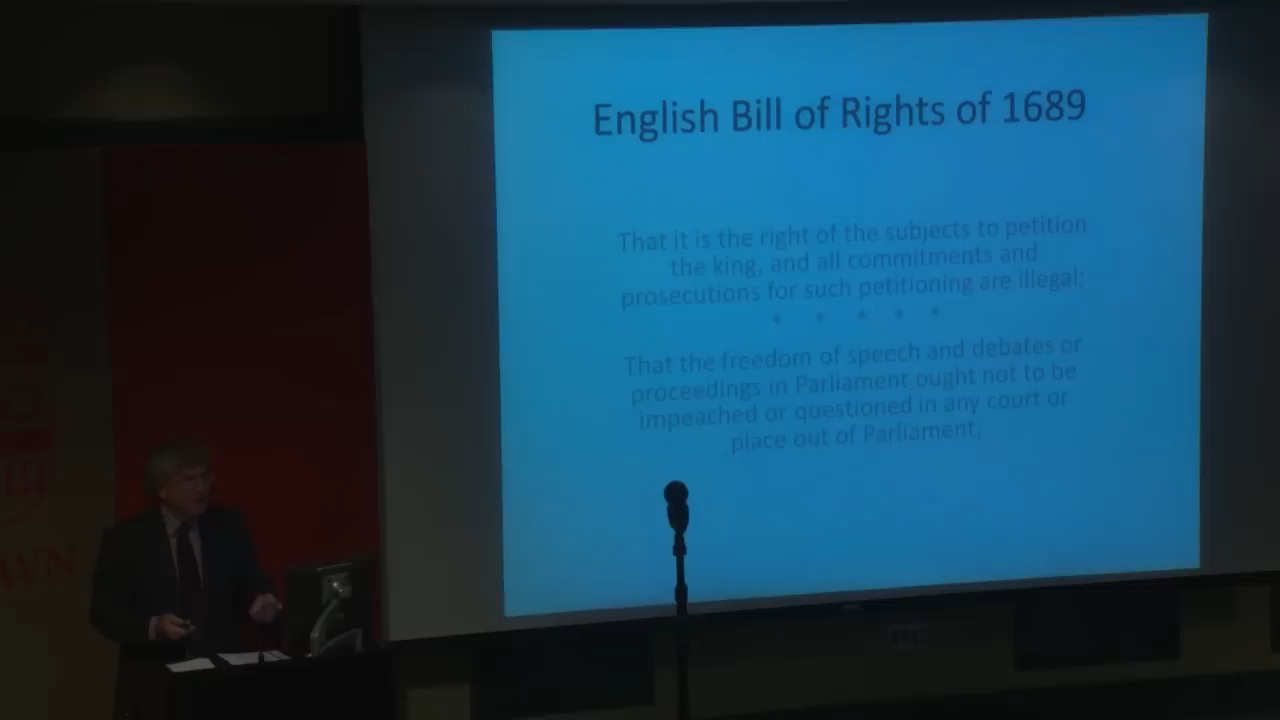 English Bill of Rights of 1689
That it is the right of the subjects to petition
the king, and all commitments and
prosecutions for such petitioning are illegal;
* * * * *
That the freedom of speech and debates or
proceedings in Parliament ought not to be
impeached or questioned in any court or
place out of Parliament;
WN